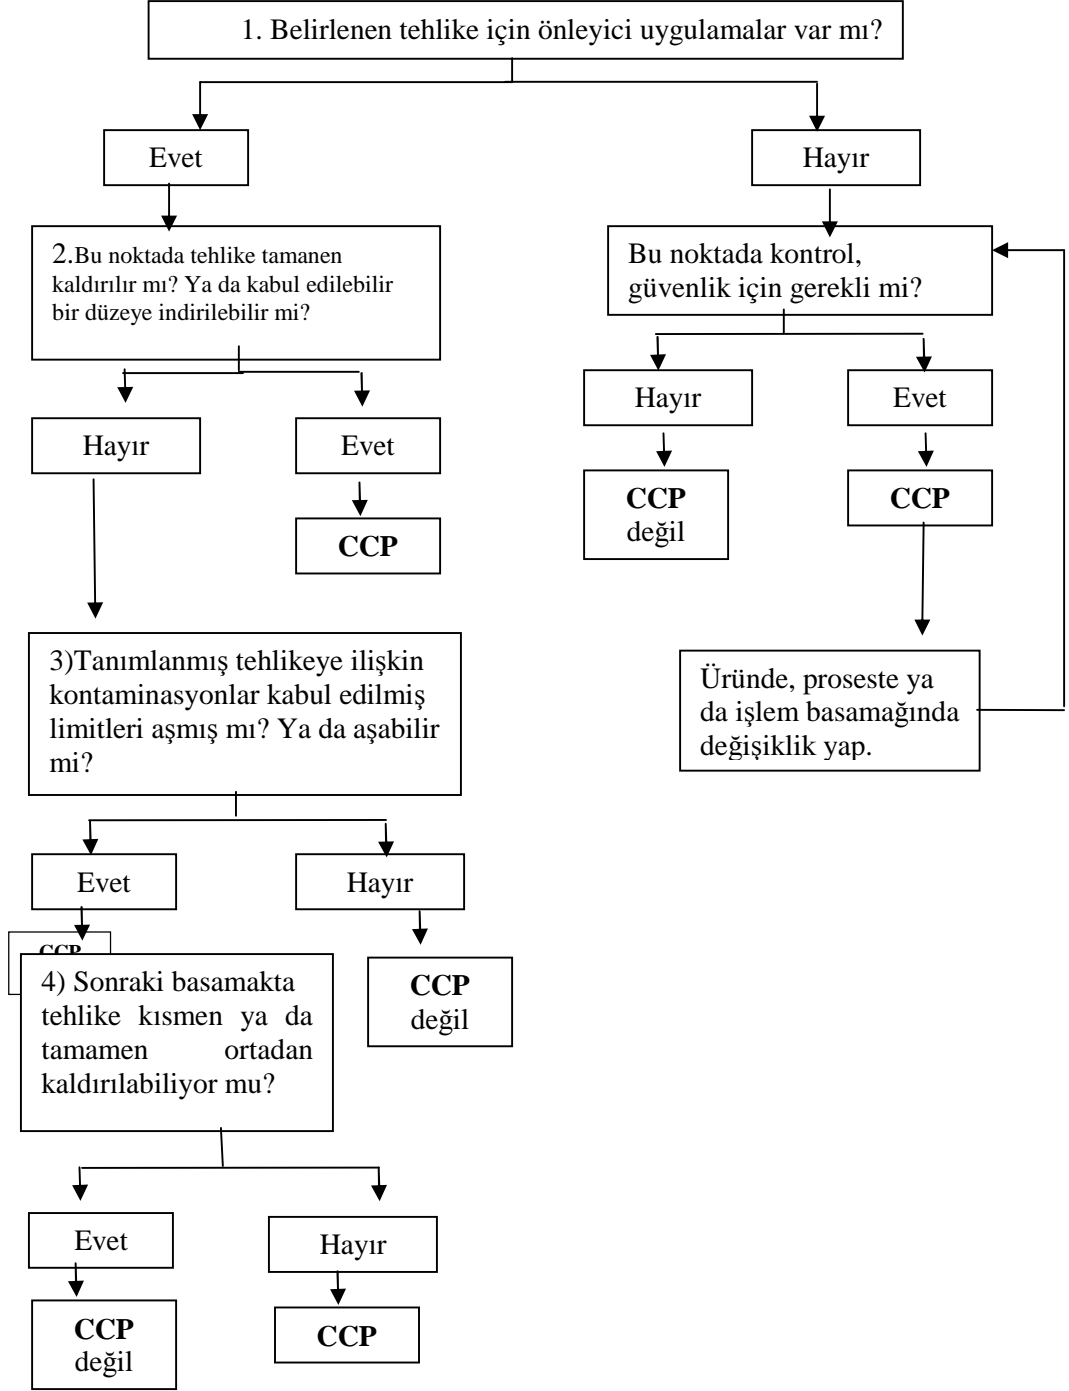 1. Belirlenen tehlike için önleyici uygulamalar var mı?
Evet
Hayır
2.Bu noktada tehlike tamanen
kaldırılır mı? Ya da kabul edilebilir
bir düzeye indirilebilir mi?
Bu noktada kontrol,
güvenlik için gerekli mi?
Hayır
Evet
Hayır
Evet
CCP
CCP
değil
CCP
3)Tanımlanmış tehlikeye ilişkin
kontaminasyonlar kabul edilmiş
limitleri aşmış mı? Ya da aşabilir
mi?
Üründe, proseste ya
da işlem basamağında
değişiklik yap.
Evet
Hayır
CCP
4) Sonraki basamakta
tehlike kısmen ya da
tamamen ortadan
kaldırılabiliyor mu?
CCP
değil
Evet
Hayır
CCP
değil
CCP